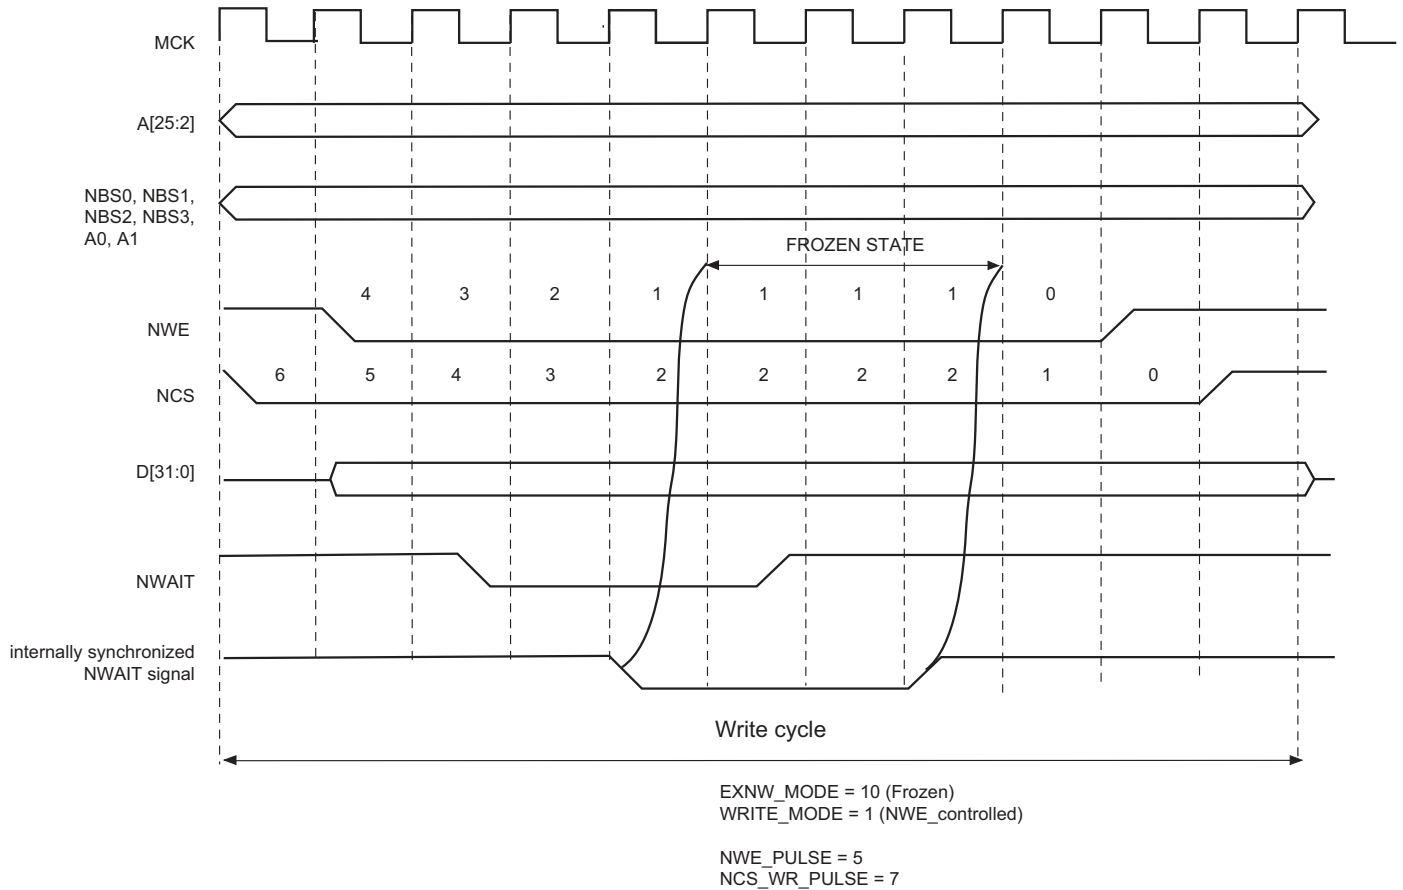 MCK
A[25:2]
NBS0, NBS1,
NBS2, NBS3,
A0, A1
FROZEN STATE
4 3 2 1 1 1 1 0
NWE
6 5 4 3 2 2 2 2 1 0
NCS
D[31:0]
NWAIT
internally synchronized
NWAIT signal
Write cycle
EXNW_MODE = 10 (Frozen)
WRITE_MODE = 1 (NWE_controlled)
NWE_PULSE = 5
NCS_WR_PULSE = 7